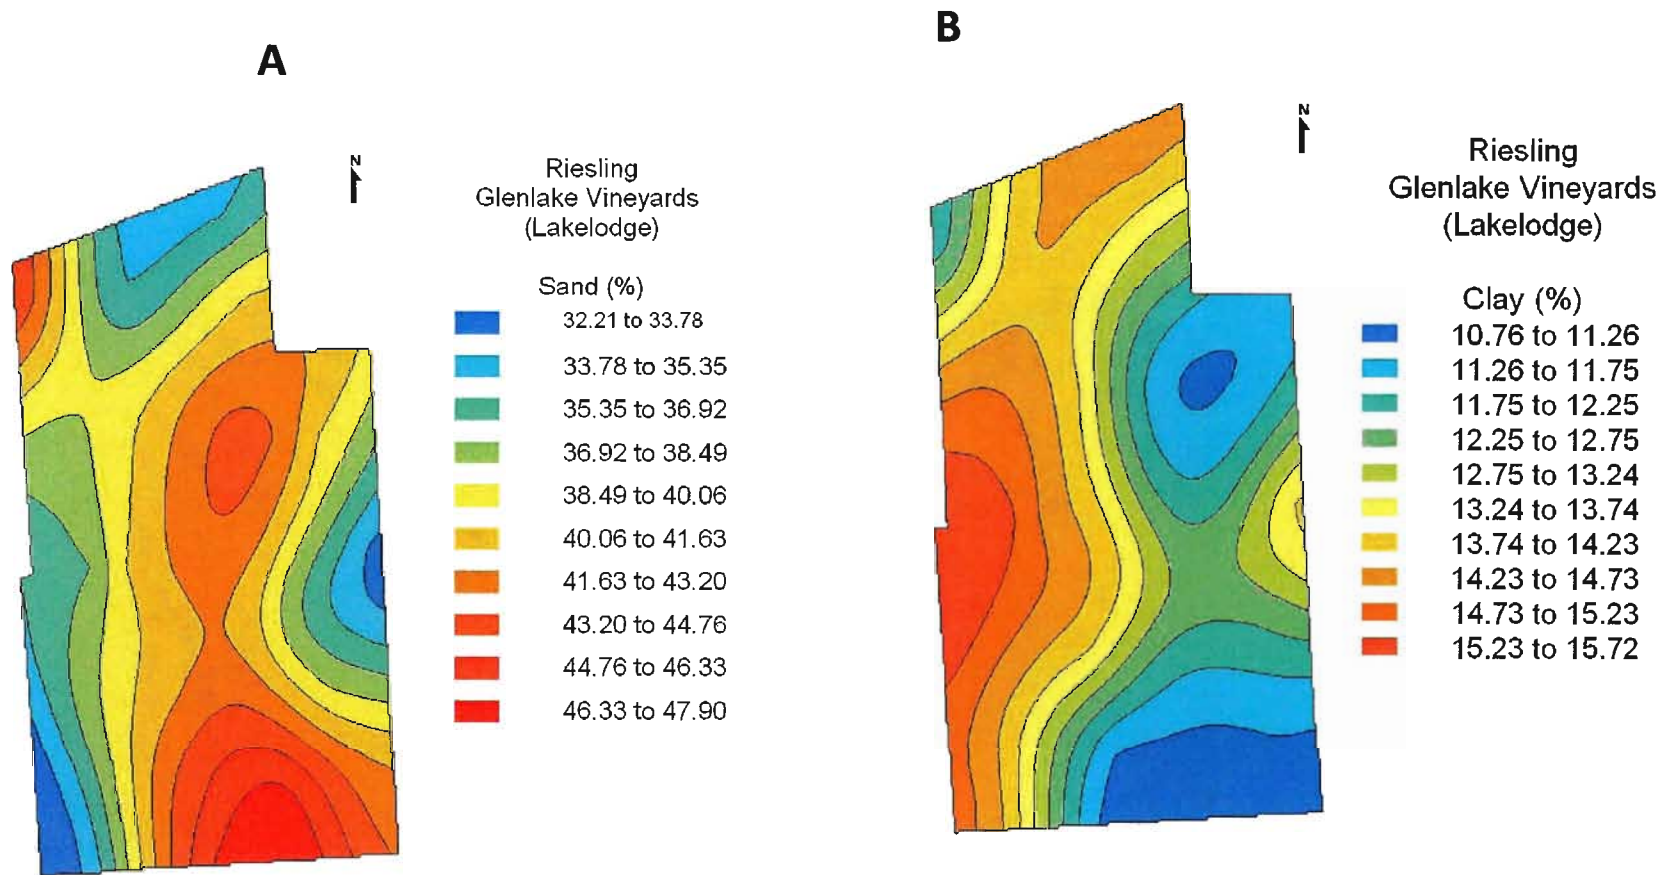 A
N
Riesling
Glenlake Vineyards
(Lakelodge)
Sand (%)
32.21 to 33.78
33.78 to 35.35
35.35 to 36.92
36.92 to 38.49
38.49 to 40.06
40.06 to 41.63
41.63 to 43.20
43.20 to 44.76
44.76 to 46.33
46.33 to 47.90
B
N
Riesling
Glenlake Vineyards
(Lakelodge)
Clay (%)
10.76 to 11.26
11.26 to 11.75
11.75 to 12.25
12.25 to 12.75
12.75 to 13.24
13.24 to 13.74
13.74 to 14.23
14.23 to 14.73
14.73 to 15.23
15.23 to 15.72